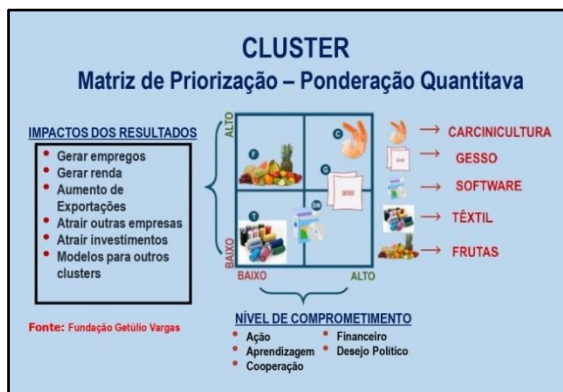 CLUSTER
Matriz de Priorização – Ponderação Quantitava
IMPACTOS DOS RESULTADOS
• Gerar empregos
• Gerar renda
• Aumento de
Exportações
• Atrair outras empresas
• Atrair investimentos
• Modelos para outros
clusters
Fonte: Fundação Getúlio Vargas
ALTO
BAIXO
F
C
G
T
BAIXO
ALTO
CARCINICULTURA
GESSO
SOFTWARE
TÊXTIL
FRUTAS
NÍVEL DE COMPROMETIMENTO
• Ação
• Aprendizagem
• Cooperação
• Financeiro
• Desejo Político